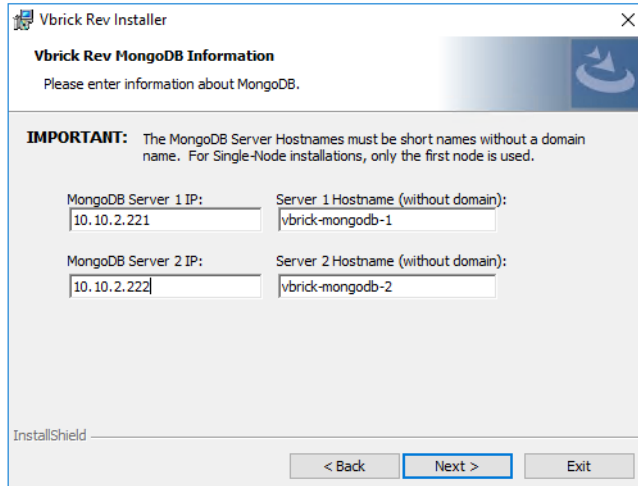 Vbrick Rev Installer
Vbrick Rev MongoDB Information
Please enter information about MongoDB.
IMPORTANT: The MongoDB Server Hostnames must be short names without a domain
name. For Single-Node installations, only the first node is used.
MongoDB Server 1 IP: Server 1 Hostname (without domain):
10.10.2.221 vbrick-mongodb-1
MongoDB Server 2 IP: Server 2 Hostname (without domain):
10.10.2.222 vbrick-mongodb-2
InstallShield
< Back Next > Exit